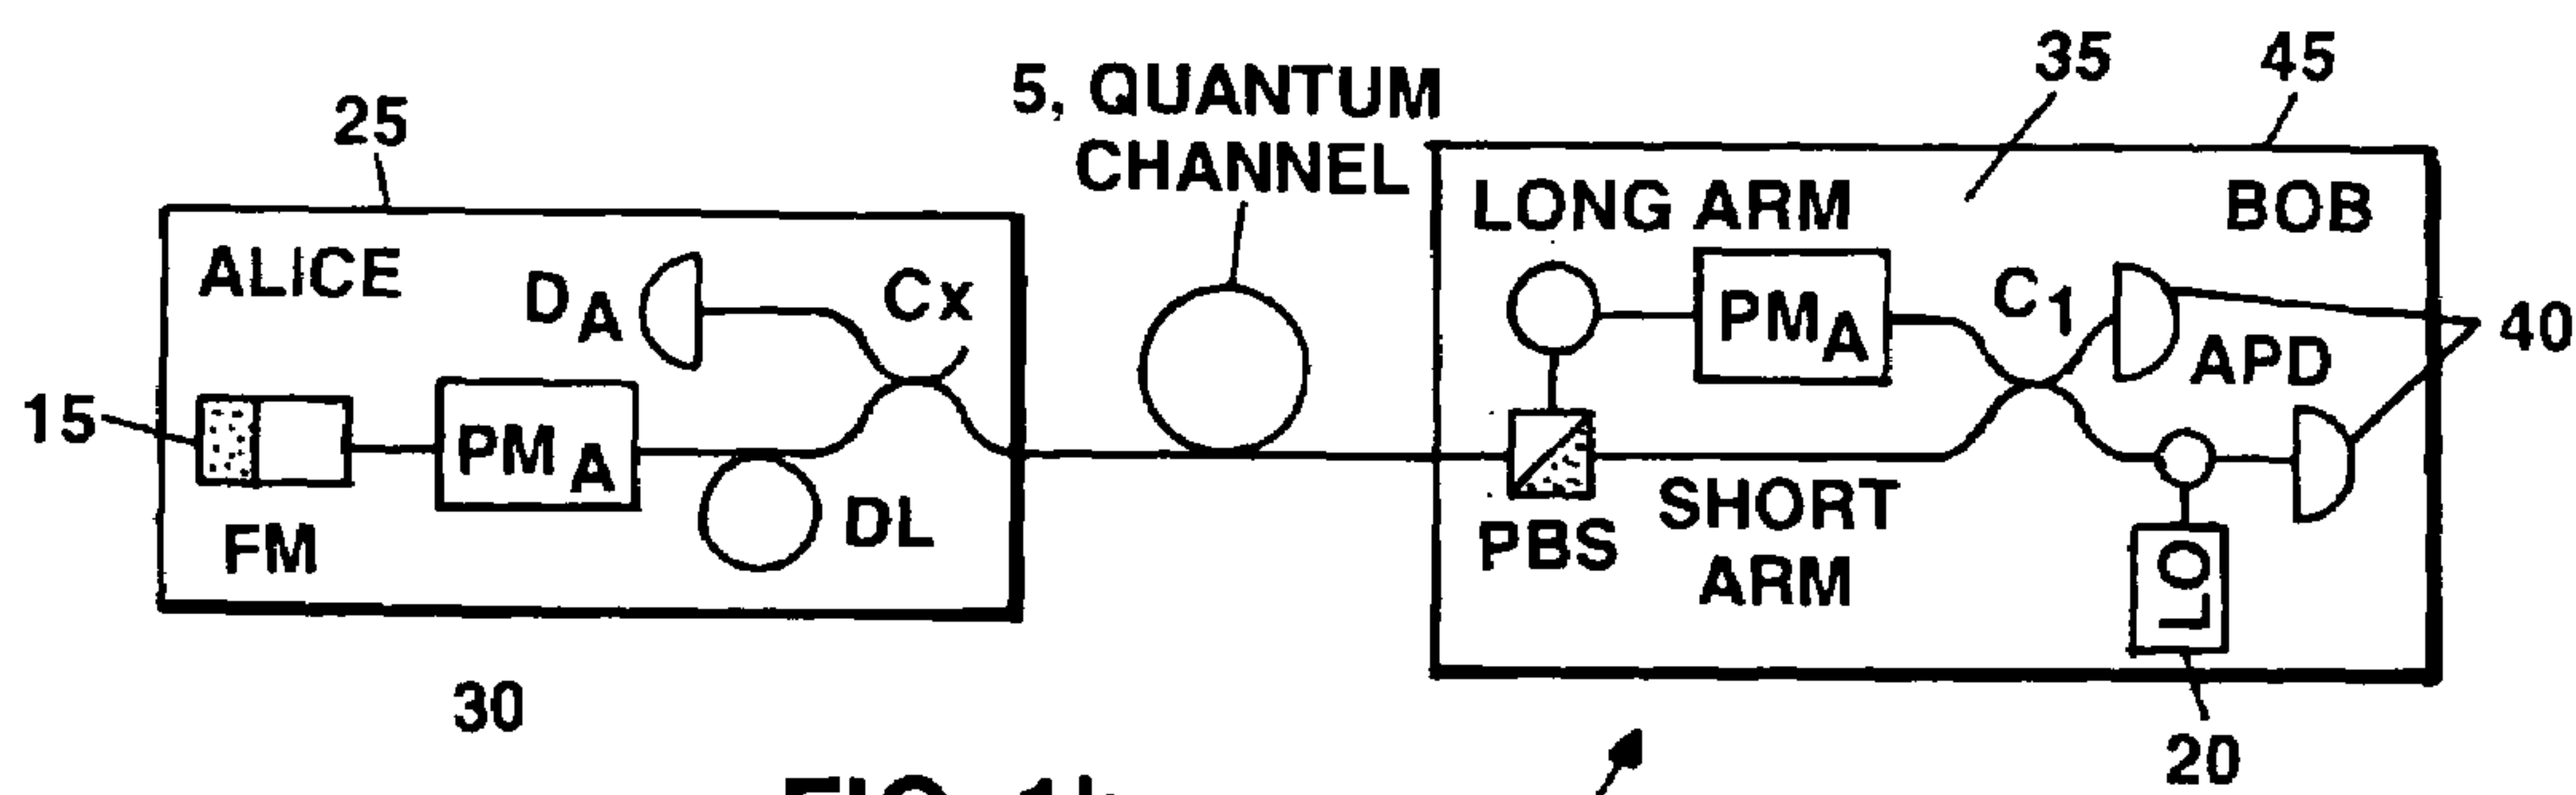 35
45
5, QUANTUM
CHANNEL
25
LONG ARM
BOB
ALICE
DA
Cx
PMA
C1
APD
40
15
PMA
DL
FM
PBS
SHORT
ARM
LO
30
20